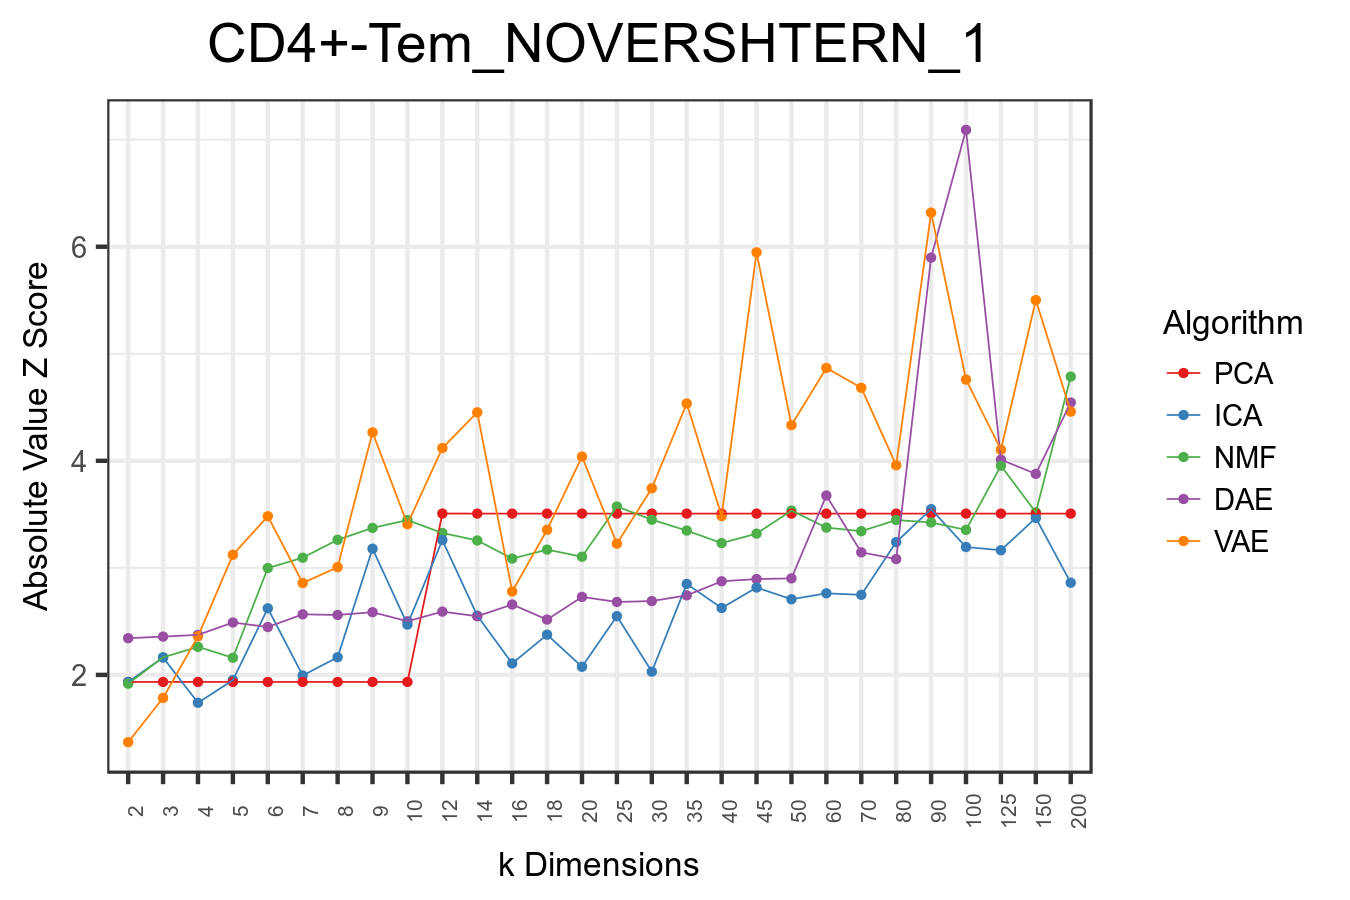 CD4+-Tem_NOVERSHTERN_1
Absolute Value Z Score
6
4
2
2 3 4 5 6 7 8 9 10 12 14 16 18 20 25 30 35 40 45 50 60 70 80 90 100 125 150 200
k Dimensions
Algorithm
PCA
ICA
NMF
DAE
VAE